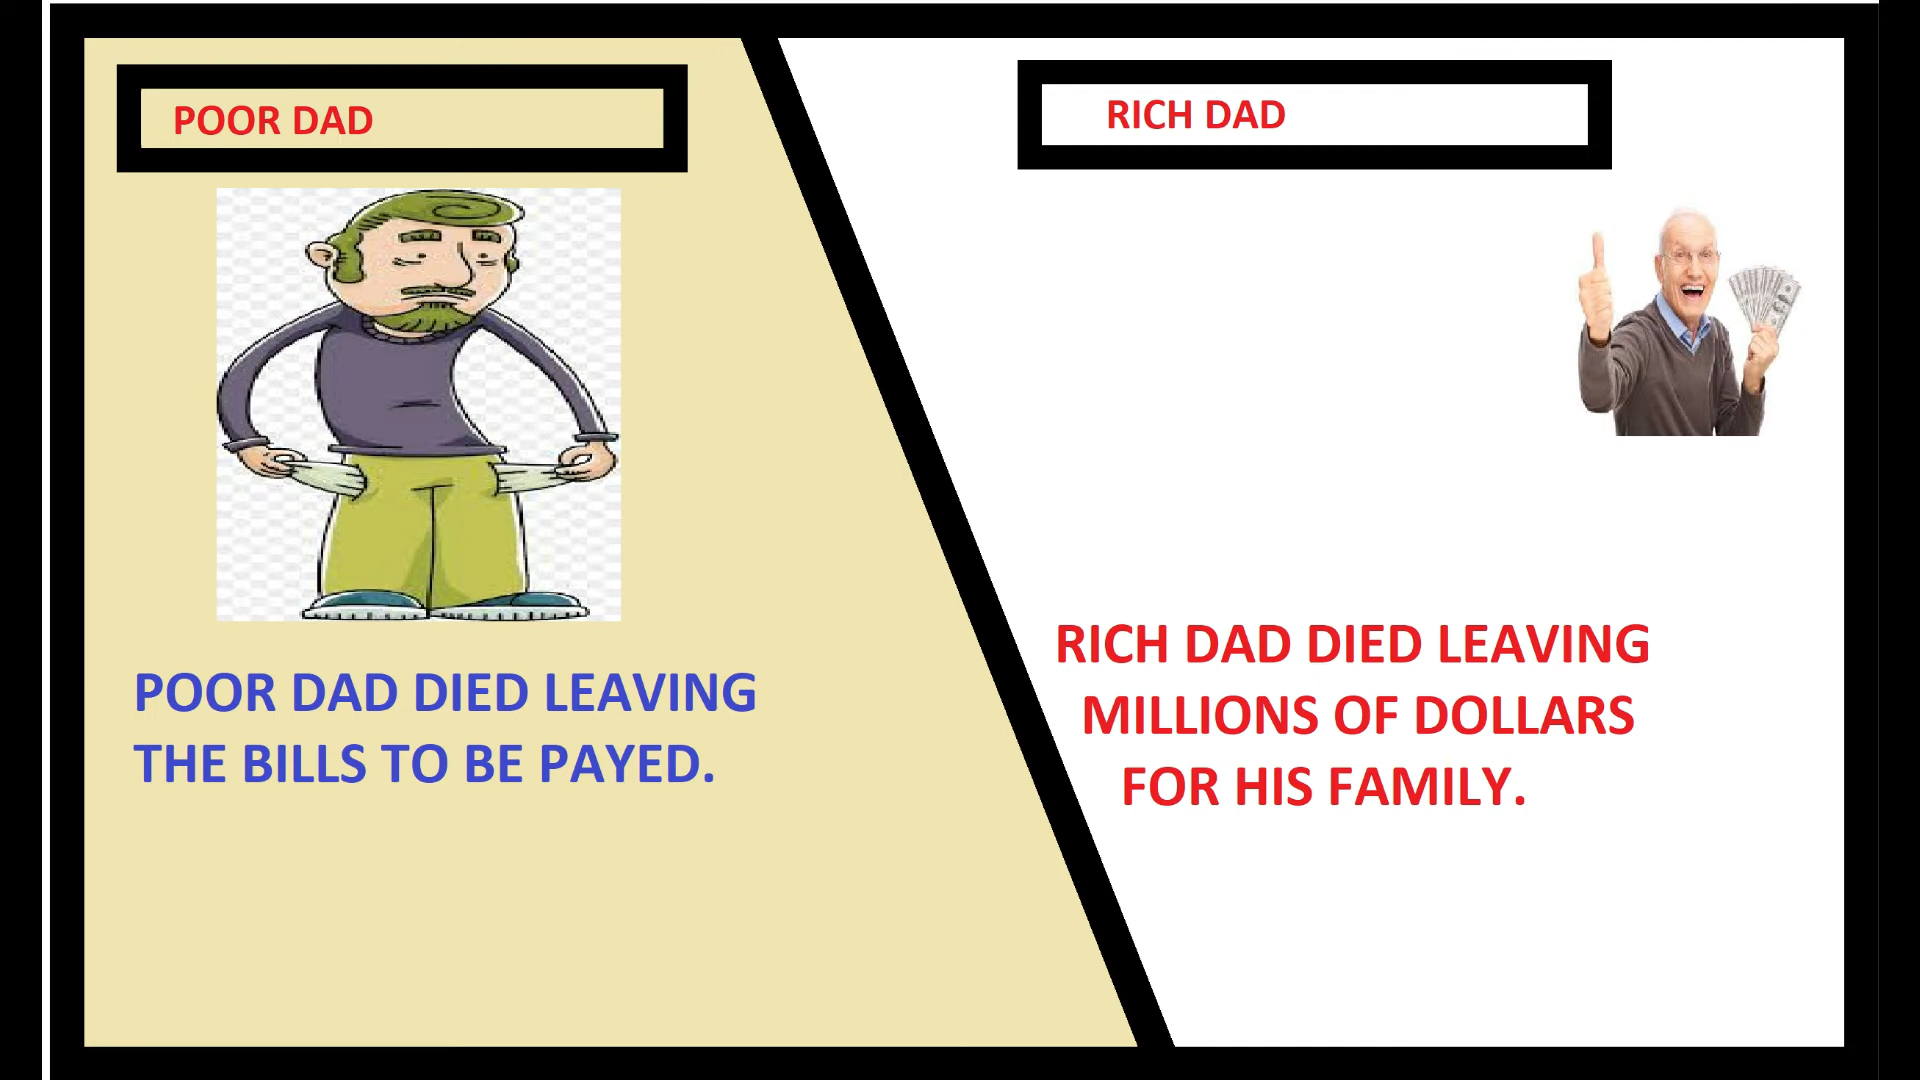 POOR DAD
POOR DAD DIED LEAVING
THE BILLS TO BE PAYED.
RICH DAD
RICH DAD DIED LEAVING
MILLIONS OF DOLLARS
FOR HIS FAMILY.